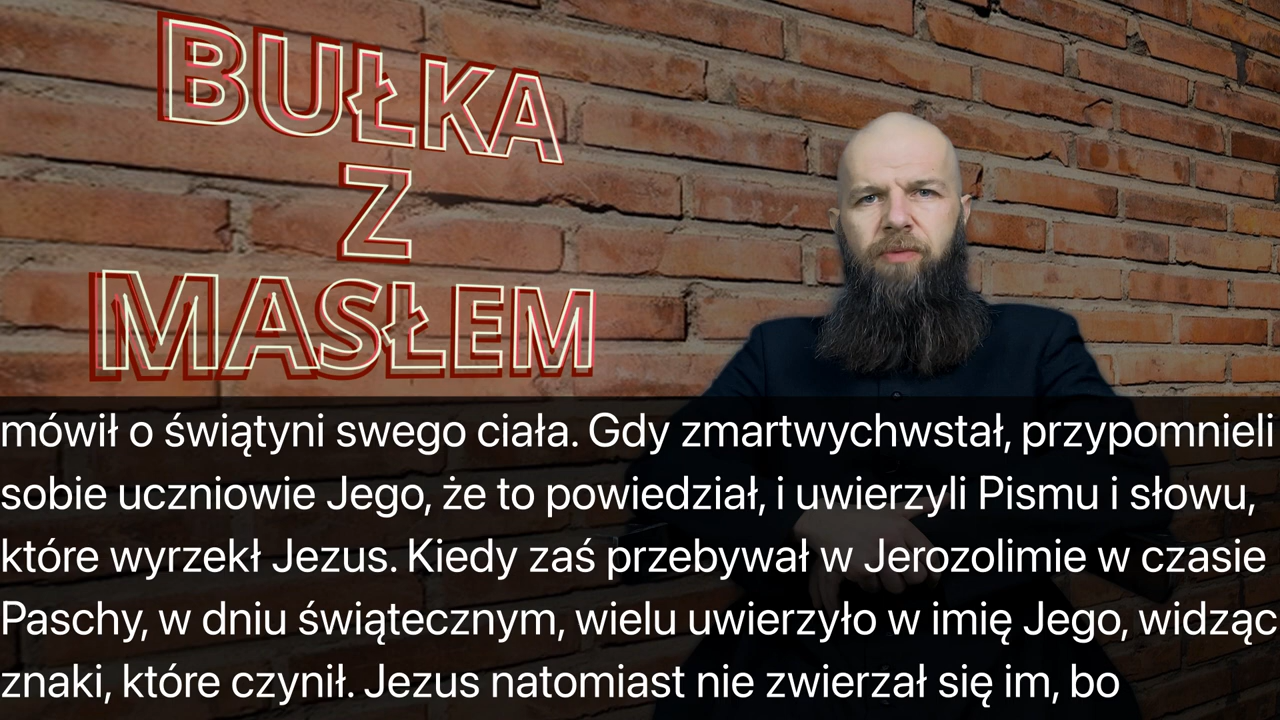 BUŁKA
Z
MASŁEM
mówił o świątyni swego ciała. Gdy zmartwychwstał, przypomnieli
sobie uczniowie Jego, że to powiedział, i uwierzyli Pismu i słowu,
które wyrzekł Jezus. Kiedy zaś przebywał w Jerozolimie w czasie
Paschy, w dniu świątecznym, wielu uwierzyło w imię Jego, widząc
znaki, które czynił. Jezus natomiast nie zwierzał się im, bo